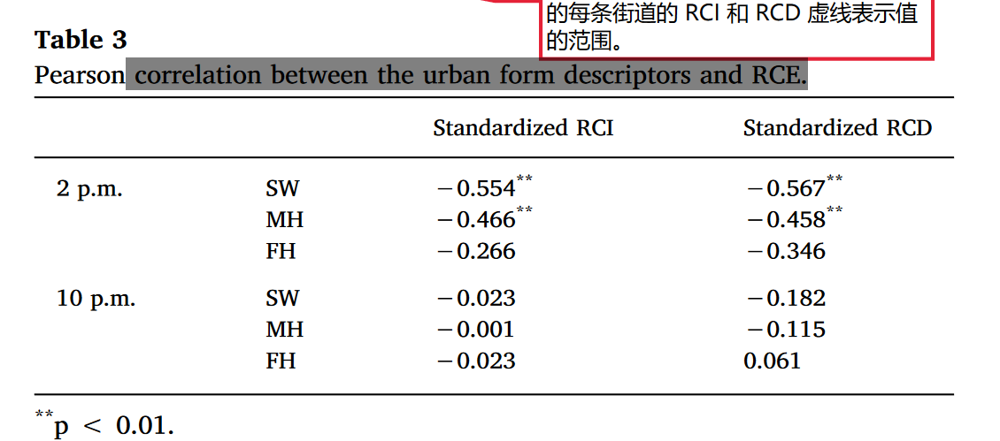 的每条街道的 RCI 和 RCD 虚线表示值
的范围。
Table 3
Pearson correlation between the urban form descriptors and RCE.
Standardized RCI Standardized RCD
2 p.m. SW −0.554** −0.567**
MH −0.466** −0.458**
FH −0.266 −0.346
10 p.m. SW −0.023 −0.182
MH −0.001 −0.115
FH −0.023 0.061
**p < 0.01.